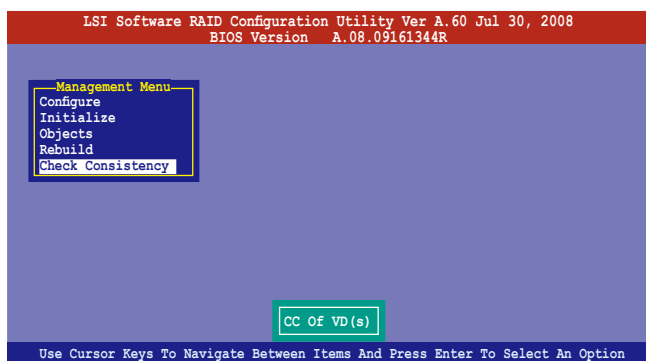 LSI Software RAID Configuration Utility Ver A.60 Jul 30, 2008
BIOS Version A.08.09161344R
Management Menu
Configure
Initialize
Objects
Rebuild
Check Consistency
CC Of VD(s)
Use Cursor Keys To Navigate Between Items And Press Enter To Select An Option